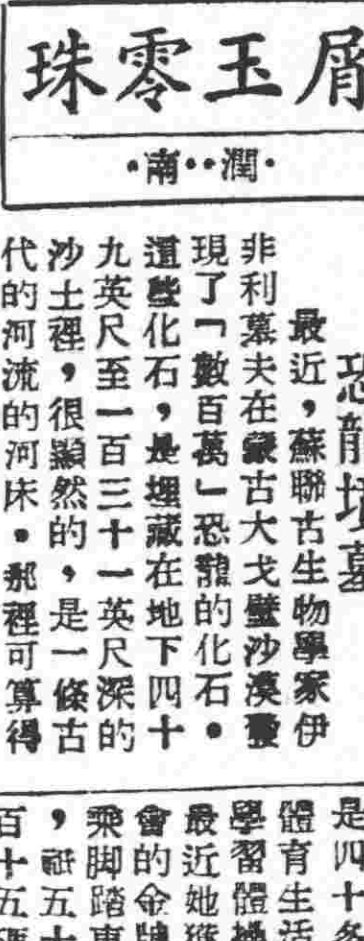 屑玉零珠
•潤••南•
恐龍墳墓
最近，蘇聯古生物學家伊
非利慕夫在蒙古大戈壁沙漠發
現了「數百萬」恐龍的化石。
這些化石，是埋藏在地下四十
九英尺至一百三十一英尺深的
沙土裡，很顯然的，是一條古
代的河流的河床。那裡可算得
是四十多
體育生活
學習體操
最近她獲
會的金牌
乘脚踏車
，祇五十
百十五碼